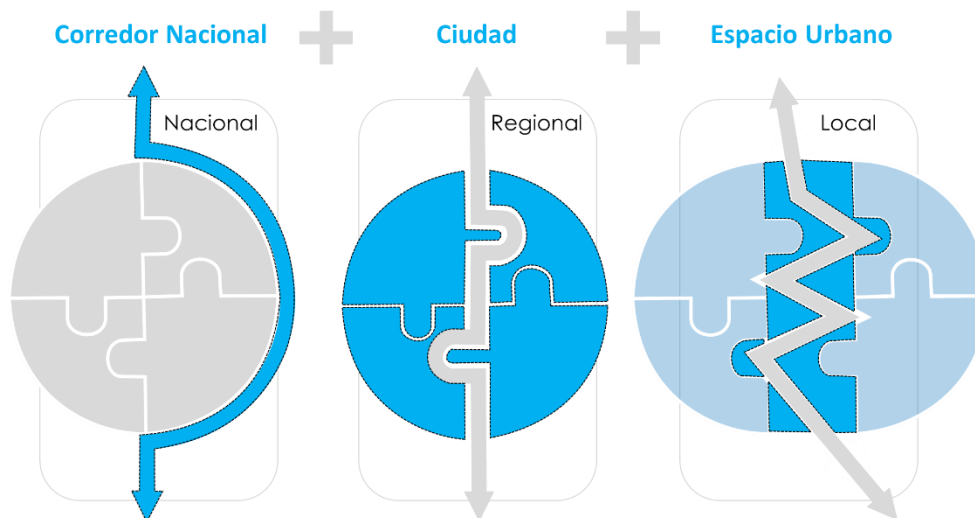 Corredor Nacional + Ciudad + Espacio Urbano
Nacional
Regional
Local